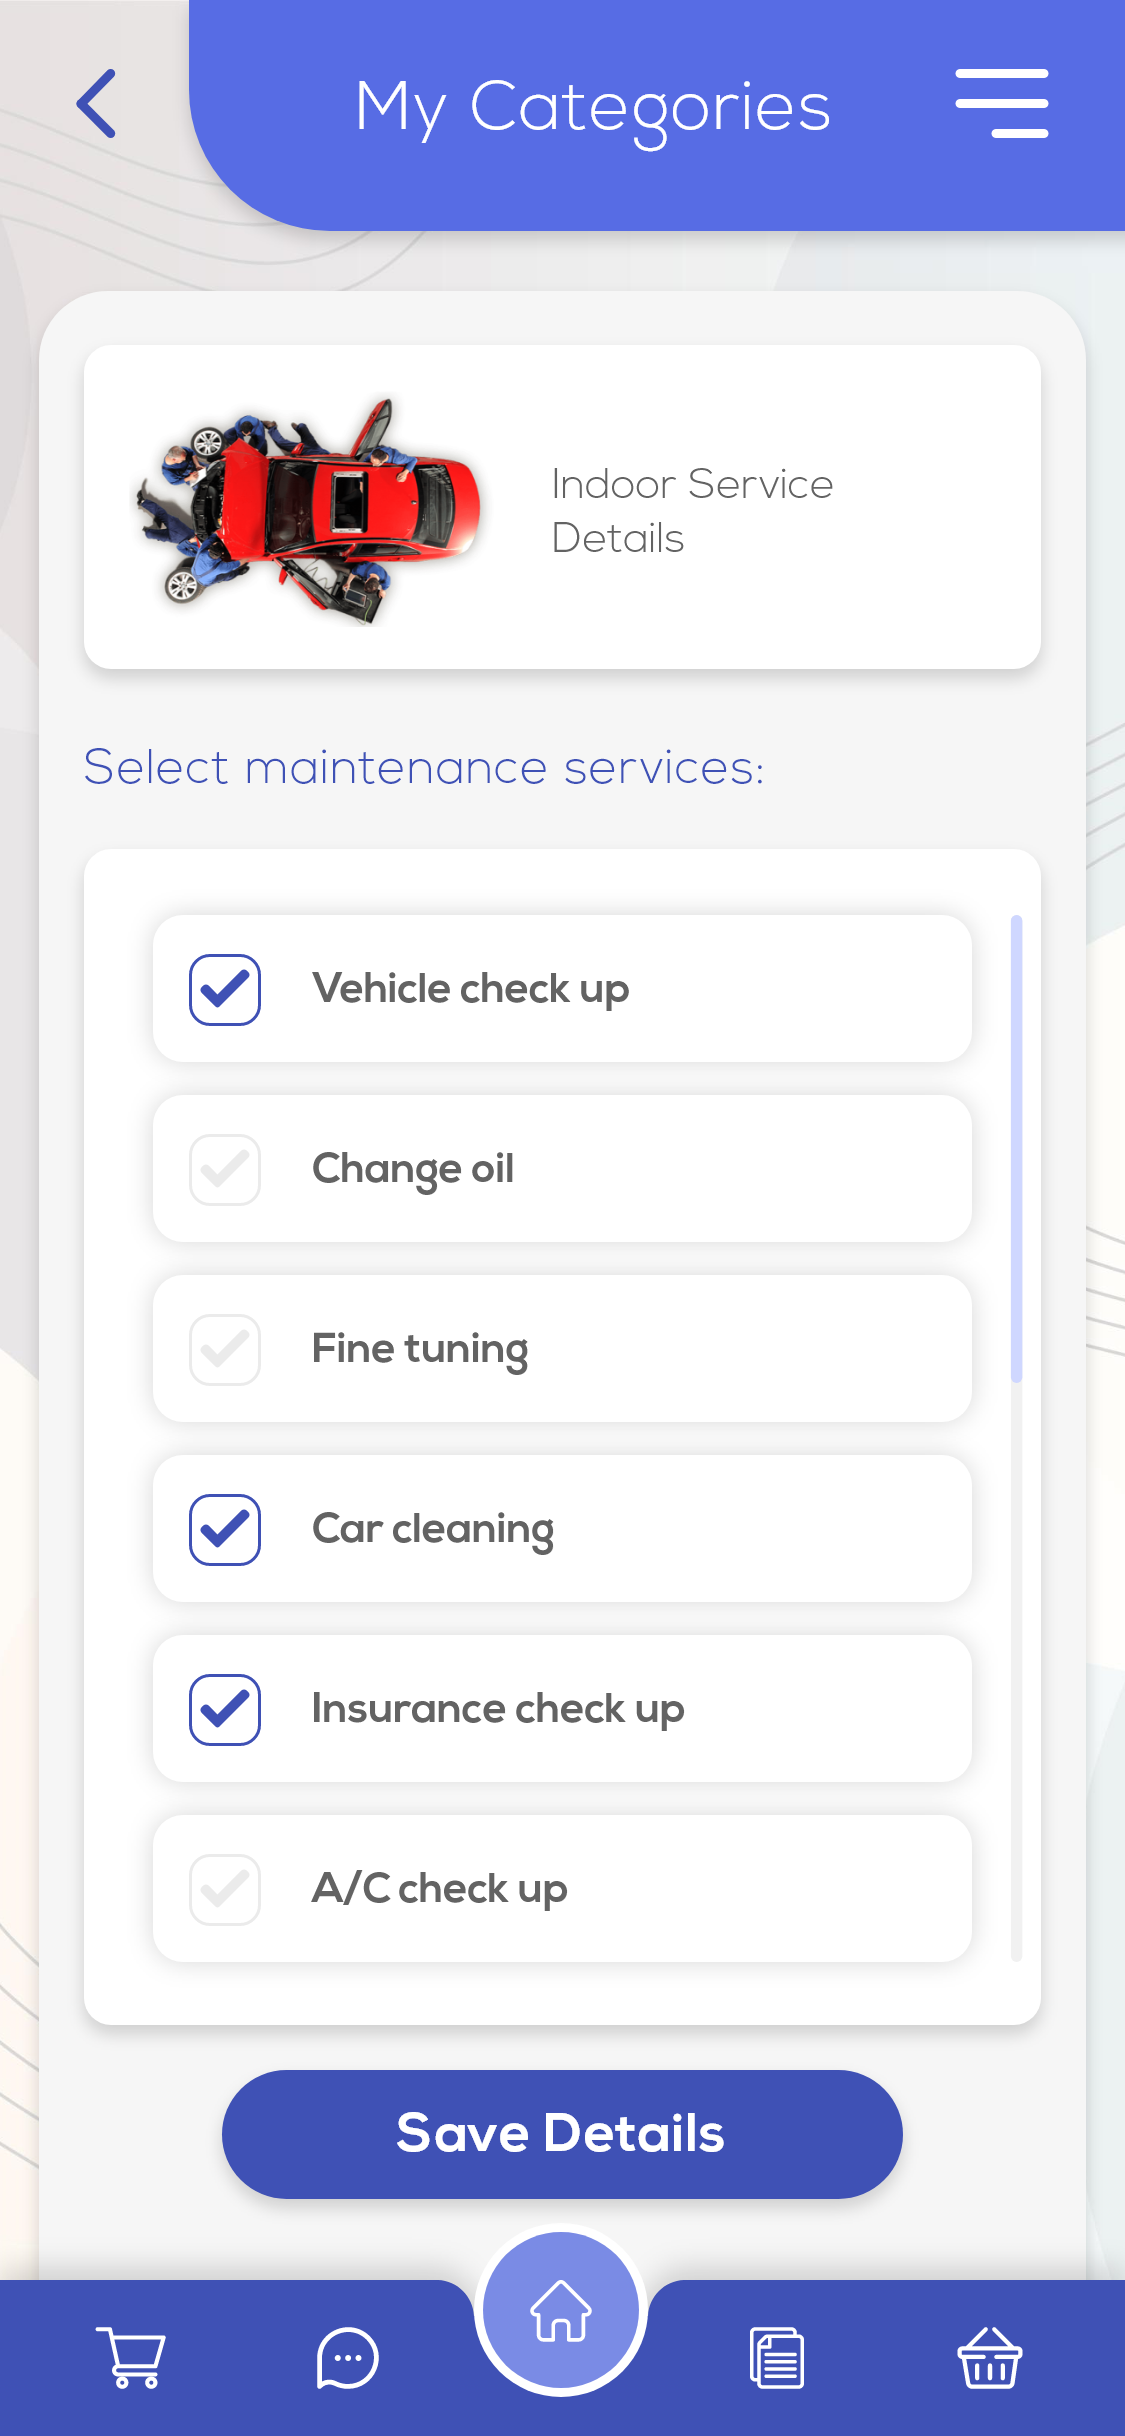 My Categories
Indoor Service
Details
Select maintenance services:
Vehicle check up
Change oil
Fine tuning
Car cleaning
Insurance check up
A/C check up
Save Details